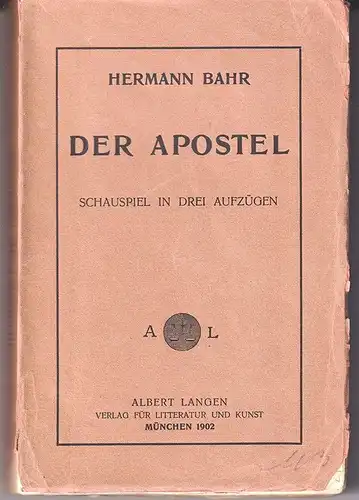 HERMANN BAHR
DER APOSTEL
SCHAUSPIEL IN DREI AUFZÜGEN
A L
ALBERT LANGEN
VERLAG FÜR LITTERATUR UND KUNST
MÜNCHEN 1902